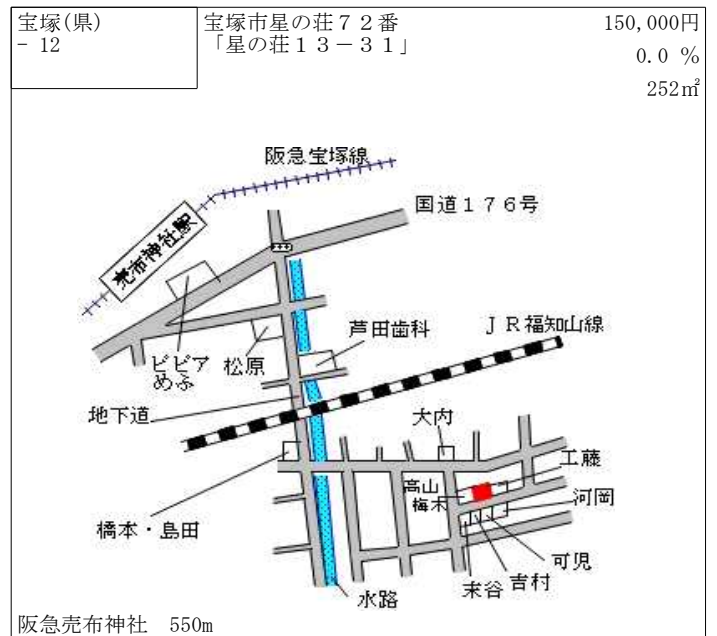 宝塚(県)
- 12
宝塚市星の荘７２番
「星の荘１３－３１」
150,000円
0.0 %
252㎡
阪急宝塚線
国道１７６号
売布神社駅
ＪＲ福知山線
芦田歯科
ビビア
めふ
松原
地下道
大内
工藤
高山
梅木
河岡
橋本・島田
可児
吉村
末谷
水路
阪急売布神社　550m